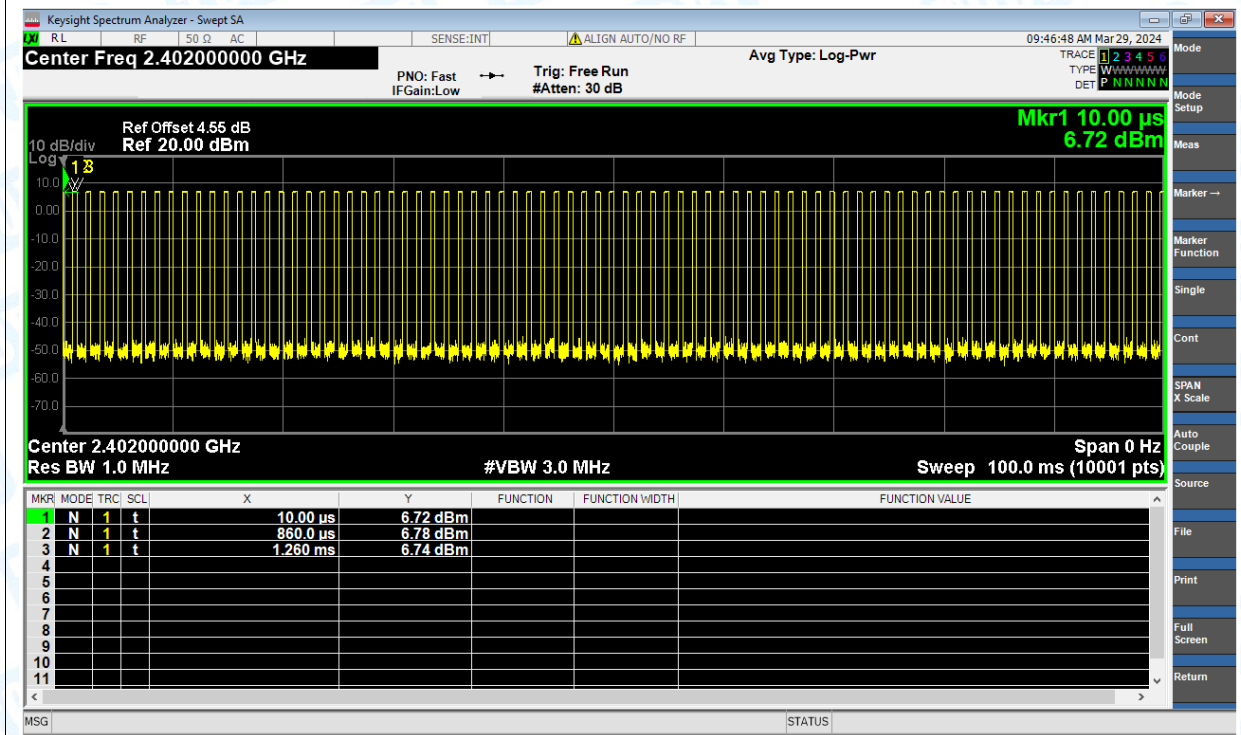 Keysight Spectrum Analyzer - Swept SA
LXI RL RF 50 Ω AC SENSE:INT ALIGN AUTO/NO RF 09:46:48 AM Mar 29, 2024
Center Freq 2.402000000 GHz
PNO: Fast
IFGain:Low
Trig: Free Run
#Atten: 30 dB
Avg Type: Log-Pwr
TRACE 1 2 3 4 5 6
TYPE WWWWWW
DET P N N N N N
Ref Offset 4.55 dB
Ref 20.00 dBm
Mkr1 10.00 µs
6.72 dBm
10 dB/div
Log
1 2 3
10.0
0.00
-10.0
-20.0
-30.0
-40.0
-50.0
-60.0
-70.0
Center 2.402000000 GHz Span 0 Hz
Res BW 1.0 MHz #VBW 3.0 MHz Sweep 100.0 ms (10001 pts)
MKR MODE TRC SCL X Y FUNCTION FUNCTION WIDTH FUNCTION VALUE
1 N 1 t 10.00 µs 6.72 dBm
2 N 1 t 860.0 µs 6.78 dBm
3 N 1 t 1.260 ms 6.74 dBm
4
5
6
7
8
9
10
11
MSG STATUS
Mode
Mode
Setup
Meas
Marker →
Marker
Function
Single
Cont
SPAN
X Scale
Auto
Couple
Source
File
Print
Full
Screen
Return